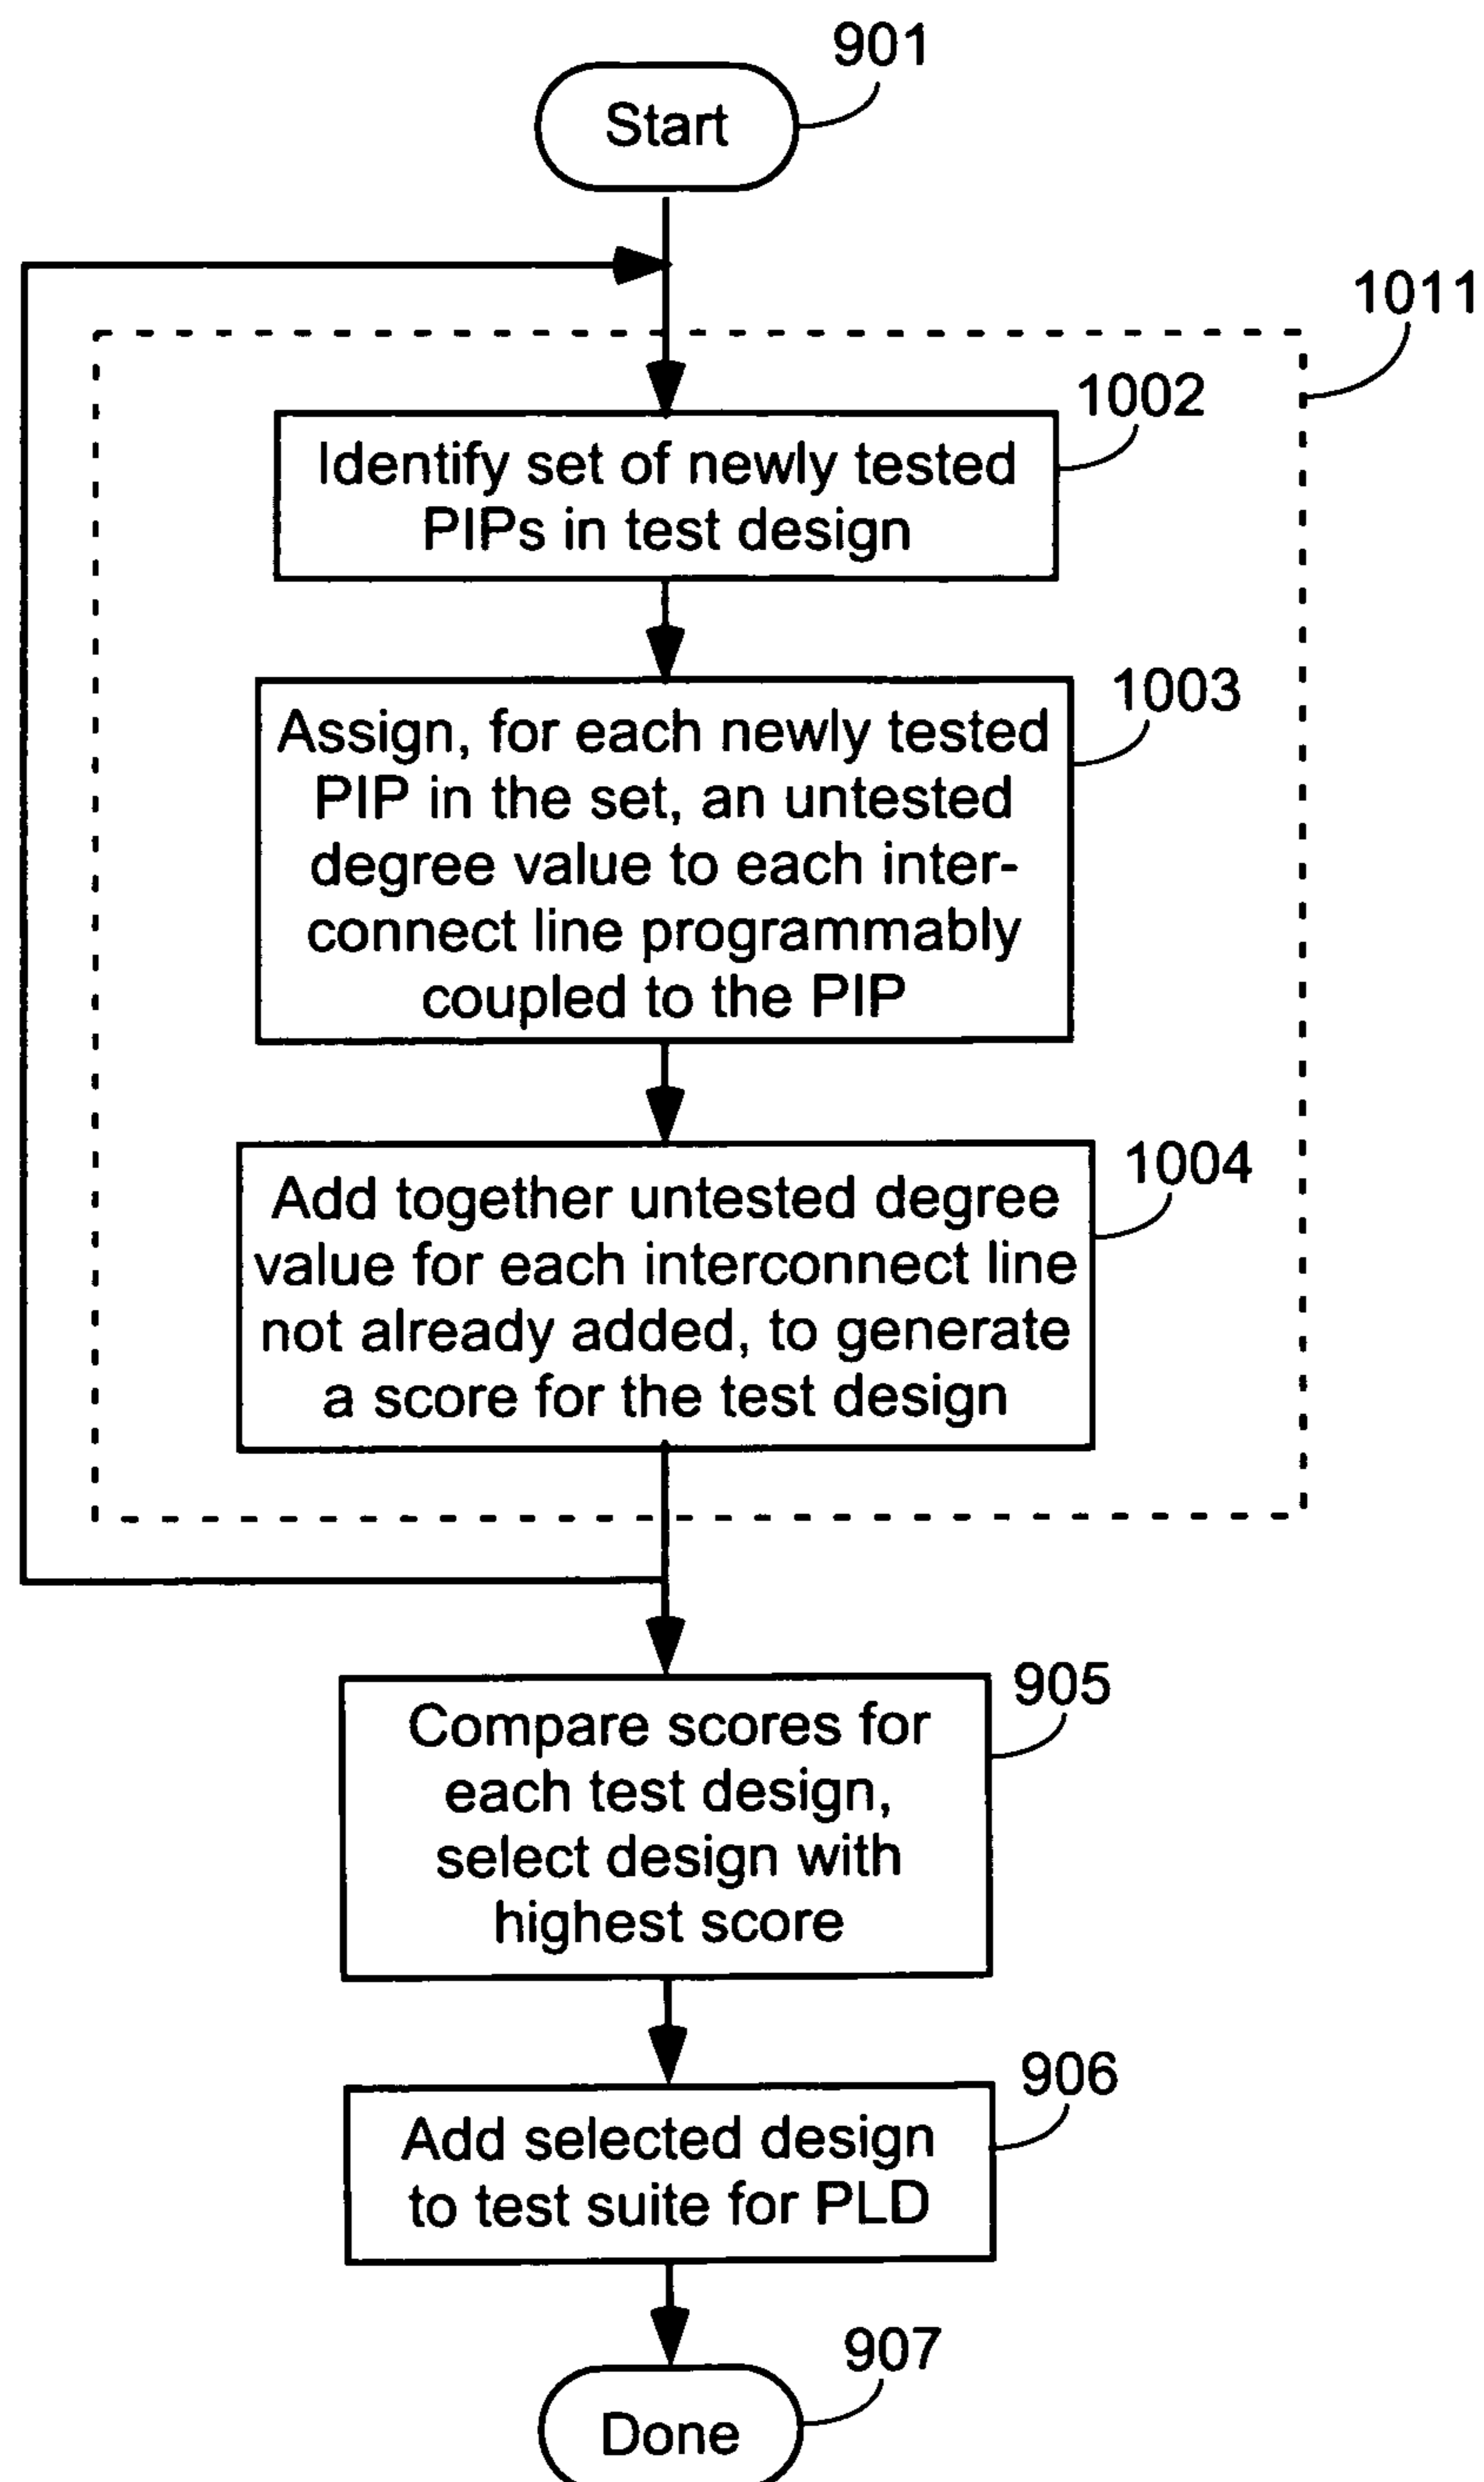 901
Start
1011
1002
Identify set of newly tested
PIPs in test design
1003
Assign, for each newly tested
PIP in the set, an untested
degree value to each inter-
connect line programmably
coupled to the PIP
1004
Add together untested degree
value for each interconnect line
not already added, to generate
a score for the test design
905
Compare scores for
each test design,
select design with
highest score
906
Add selected design
to test suite for PLD
907
Done